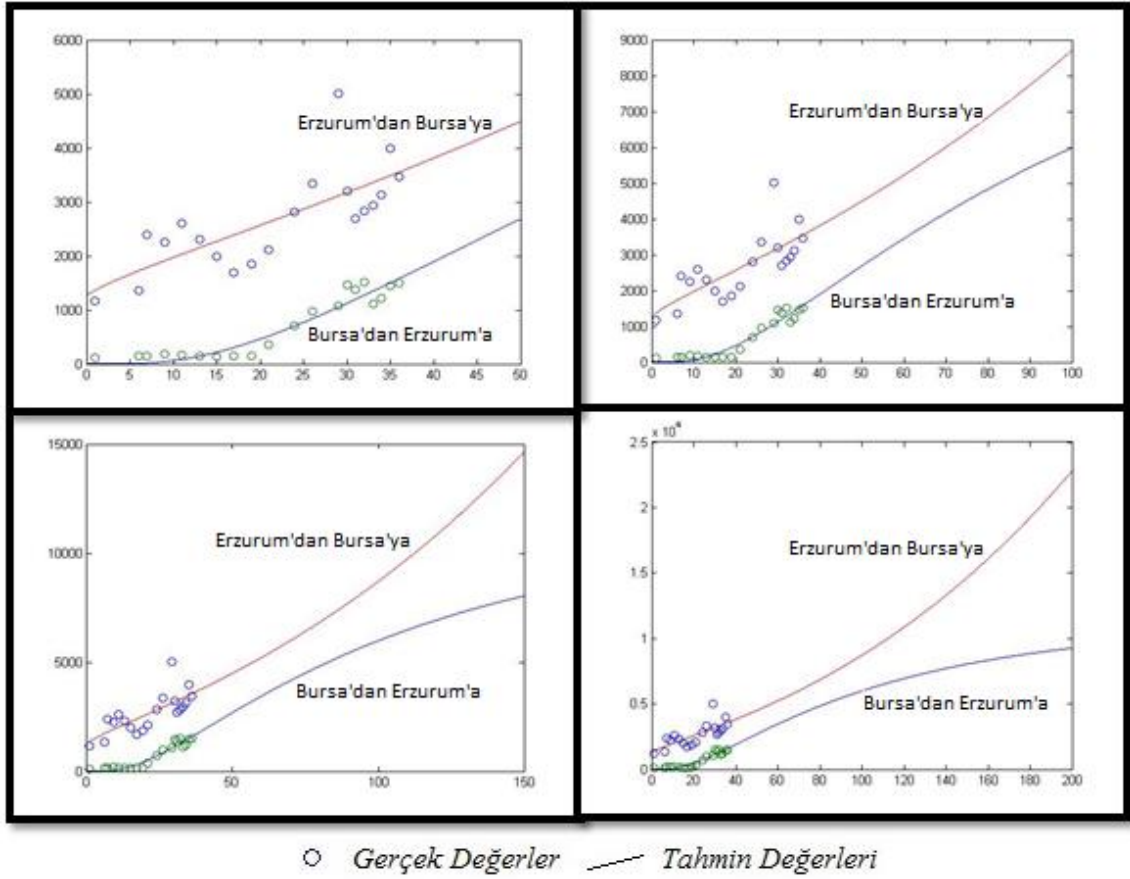 6000
5000
4000
3000
2000
1000
0
Erzurum'dan Bursa'ya
Bursa'dan Erzurum'a
0 5 10 15 20 25 30 35 40 45 50
9000
8000
7000
6000
5000
4000
3000
2000
1000
0
Erzurum'dan Bursa'ya
Bursa'dan Erzurum'a
0 10 20 30 40 50 60 70 80 90 100
15000
10000
5000
0
Erzurum'dan Bursa'ya
Bursa'dan Erzurum'a
0 50 100 150
x 10⁴
2.5
2
1.5
1
0.5
0
Erzurum'dan Bursa'ya
Bursa'dan Erzurum'a
0 20 40 60 80 100 120 140 160 180 200
Gerçek Değerler Tahmin Değerleri